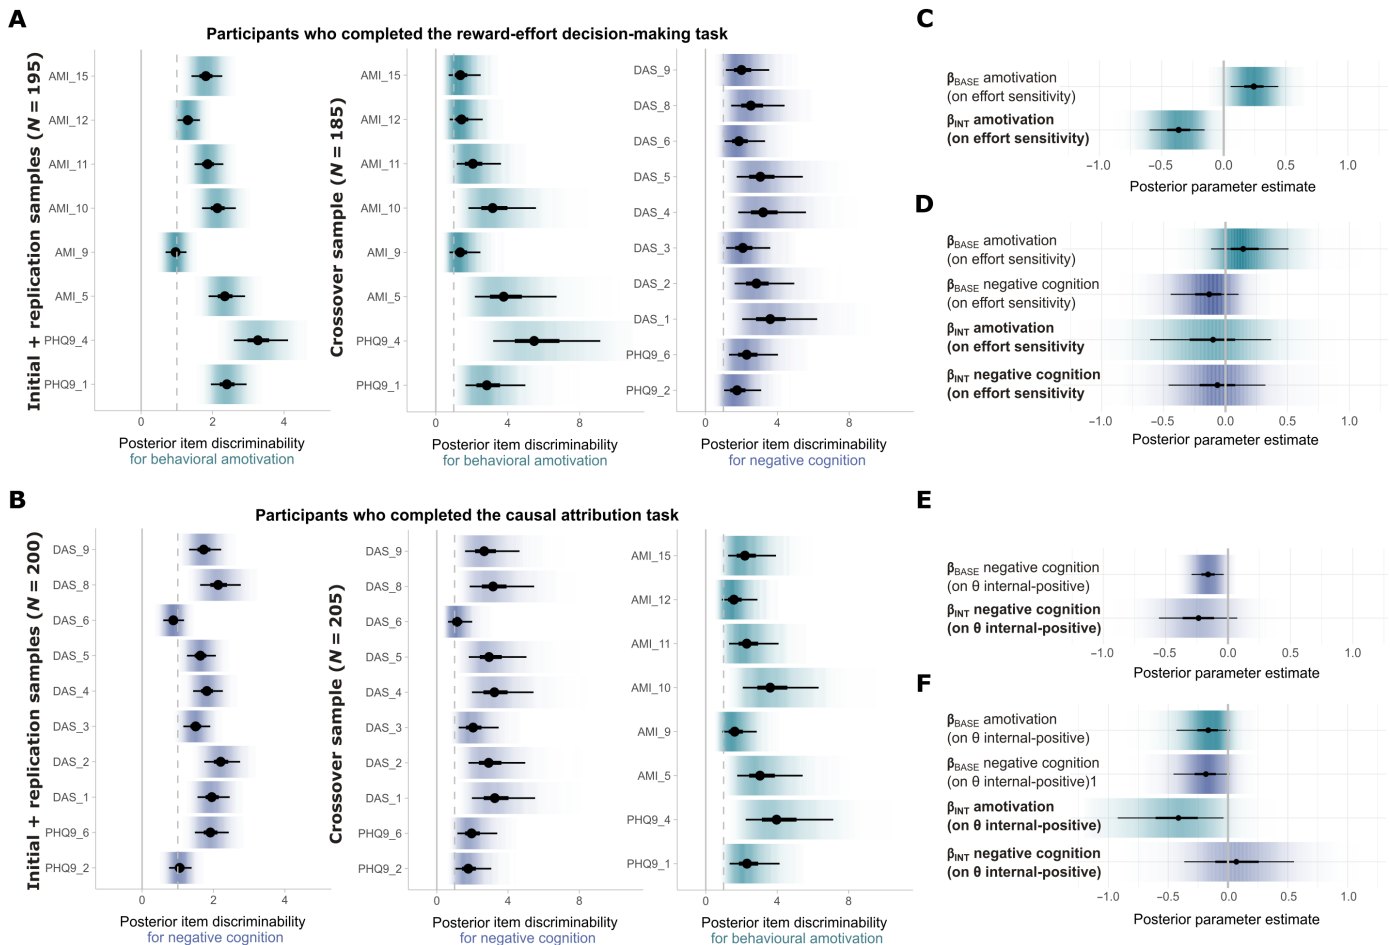 A
Participants who completed the reward-effort decision-making task
Initial + replication samples (N = 195)
AMI_15
AMI_12
AMI_11
AMI_10
AMI_9
AMI_5
PHQ9_4
PHQ9_1
0 2 4
Posterior item discriminability
for behavioral amotivation
Crossover sample (N = 185)
AMI_15
AMI_12
AMI_11
AMI_10
AMI_9
AMI_5
PHQ9_4
PHQ9_1
0 4 8
Posterior item discriminability
for behavioral amotivation
DAS_9
DAS_8
DAS_6
DAS_5
DAS_4
DAS_3
DAS_2
DAS_1
PHQ9_6
PHQ9_2
0 4 8
Posterior item discriminability
for negative cognition
B
Participants who completed the causal attribution task
Initial + replication samples (N = 200)
DAS_9
DAS_8
DAS_6
DAS_5
DAS_4
DAS_3
DAS_2
DAS_1
PHQ9_6
PHQ9_2
0 2 4
Posterior item discriminability
for negative cognition
Crossover sample (N = 205)
DAS_9
DAS_8
DAS_6
DAS_5
DAS_4
DAS_3
DAS_2
DAS_1
PHQ9_6
PHQ9_2
0 4 8
Posterior item discriminability
for negative cognition
AMI_15
AMI_12
AMI_11
AMI_10
AMI_9
AMI_5
PHQ9_4
PHQ9_1
0 4 8
Posterior item discriminability
for behavioural amotivation
C
βBASE amotivation
(on effort sensitivity)
βINT amotivation
(on effort sensitivity)
−1.0 −0.5 0.0 0.5 1.0
Posterior parameter estimate
D
βBASE amotivation
(on effort sensitivity)
βBASE negative cognition
(on effort sensitivity)
βINT amotivation
(on effort sensitivity
βINT negative cognition
(on effort sensitivity
−1.0 −0.5 0.0 0.5 1.0
Posterior parameter estimate
E
βBASE negative cognition
(on θ internal-positive)
βINT negative cognition
(on θ internal-positive)
−1.0 −0.5 0.0 0.5 1.0
Posterior parameter estimate
F
βBASE amotivation
(on θ internal-positive)
βBASE negative cognition
(on θ internal-positive)1
βINT amotivation
(on θ internal-positive)
βINT negative cognition
(on θ internal-positive)
−1.0 −0.5 0.0 0.5 1.0
Posterior parameter estimate